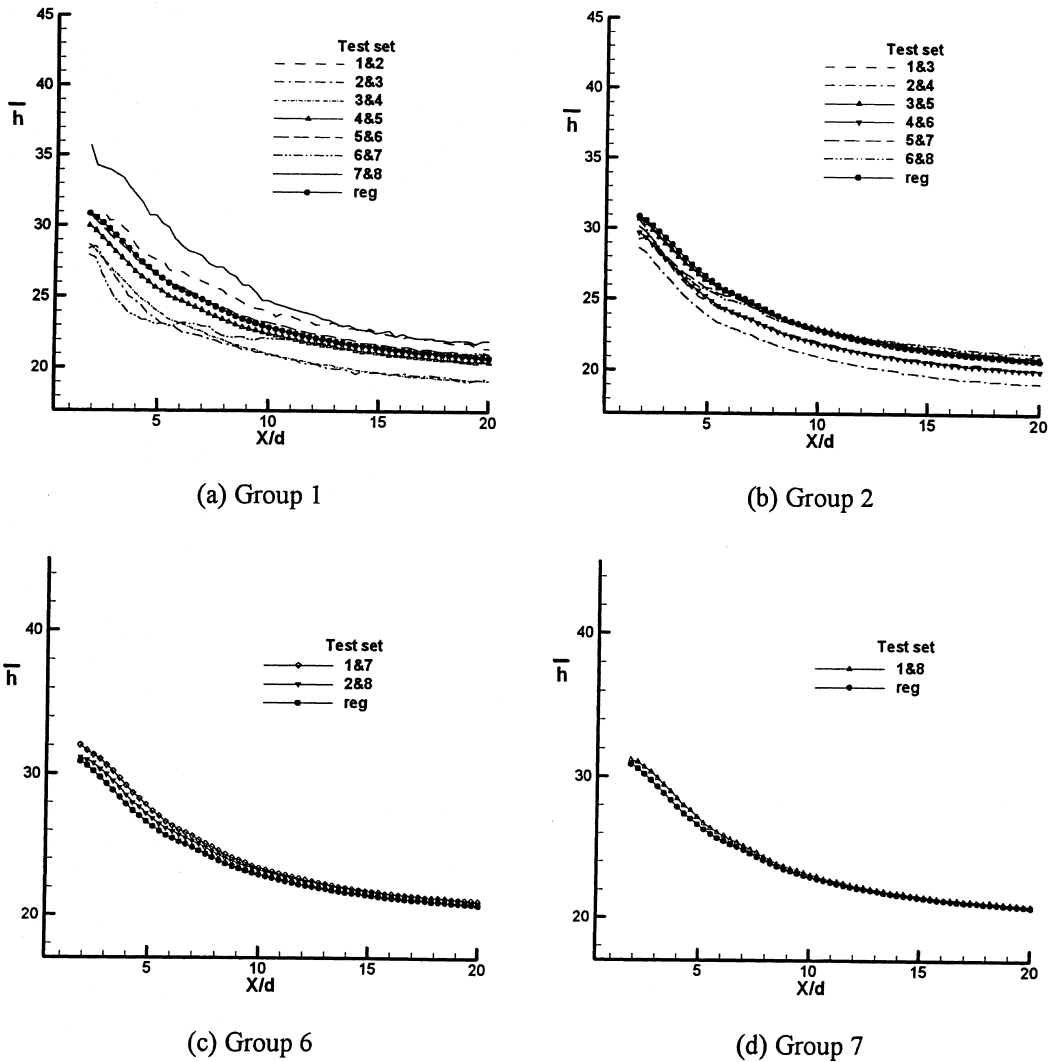 45
40
35
30
25
20
h̅
Test set
1&2
2&3
3&4
4&5
5&6
6&7
7&8
reg
5 10 15 20
X/d
(a) Group 1
45
40
35
30
25
20
h̅
Test set
1&3
2&4
3&5
4&6
5&7
6&8
reg
5 10 15 20
X/d
(b) Group 2
40
30
20
h̅
Test set
1&7
2&8
reg
5 10 15 20
X/d
(c) Group 6
40
30
20
h̅
Test set
1&8
reg
5 10 15 20
X/d
(d) Group 7